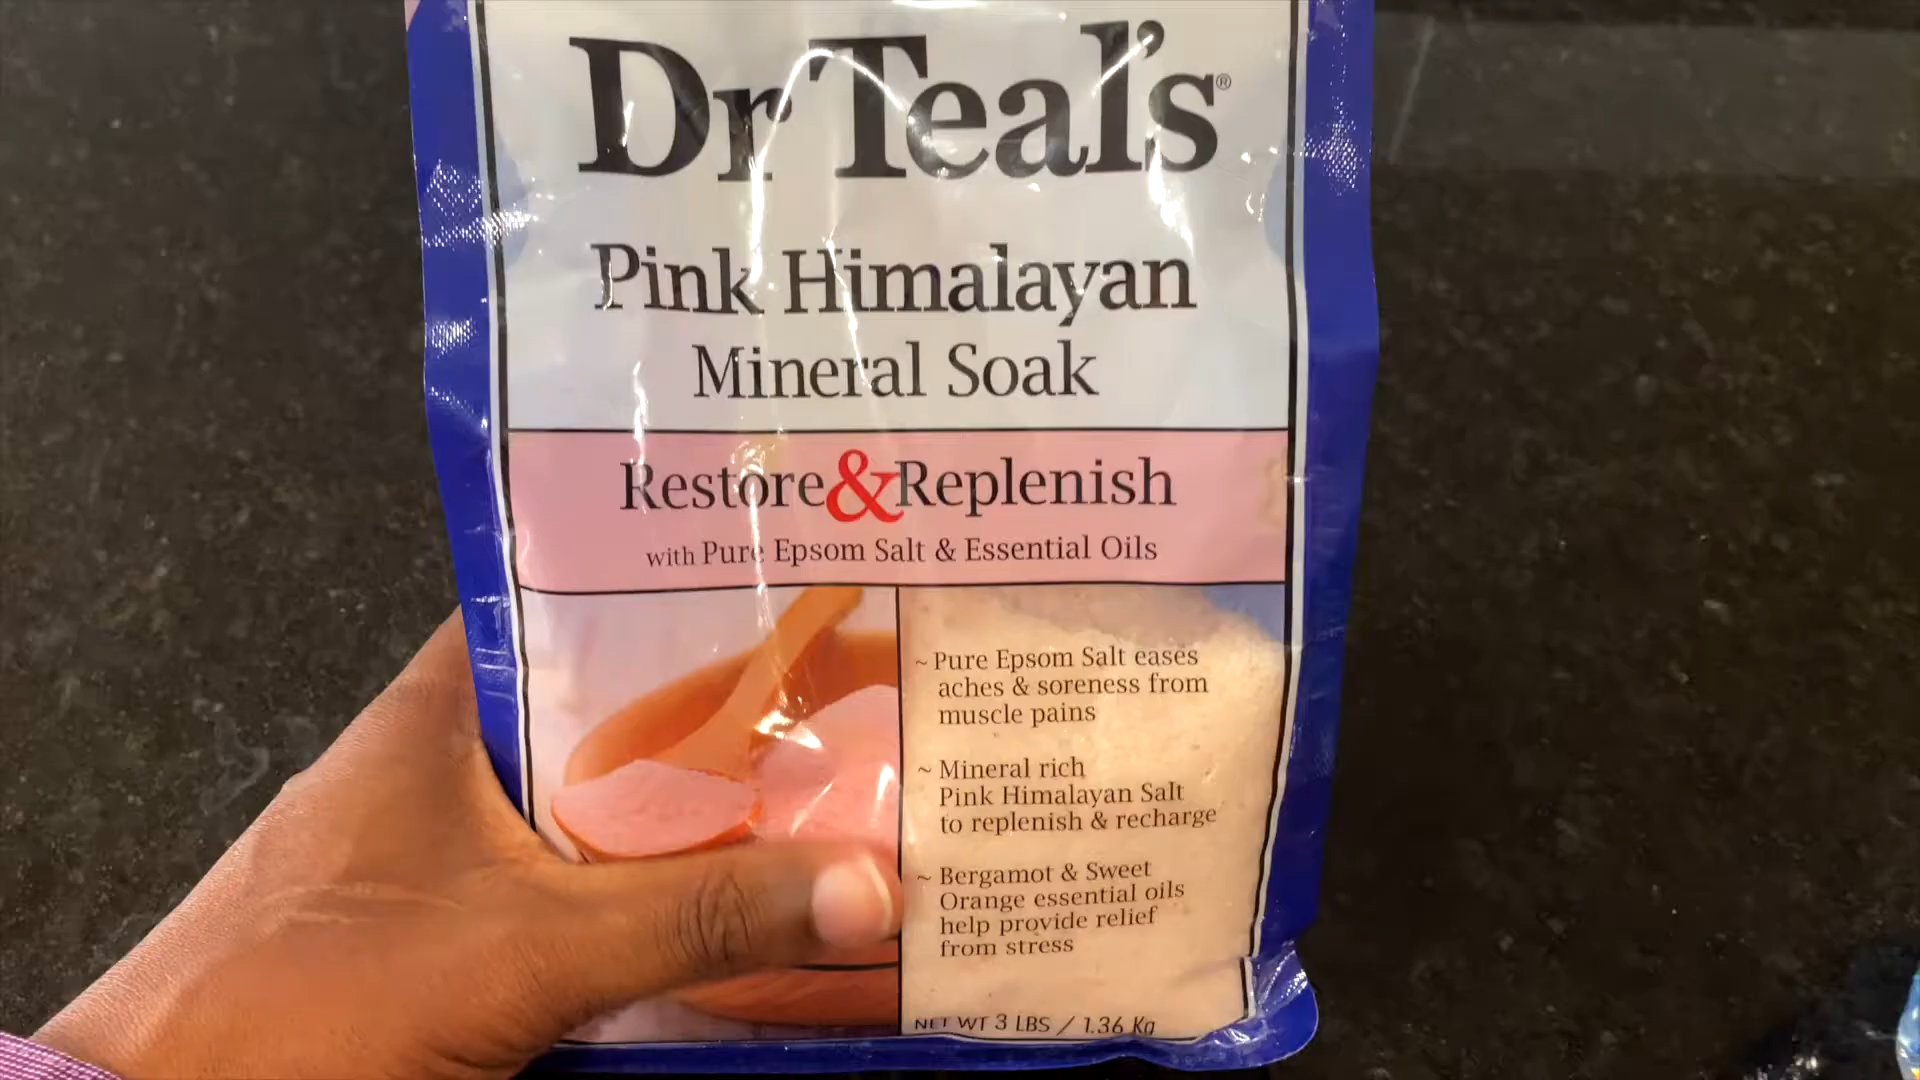 Dr Teal's®
Pink Himalayan
Mineral Soak
Restore & Replenish
with Pure Epsom Salt & Essential Oils
~ Pure Epsom Salt eases
aches & soreness from
muscle pains
~ Mineral rich
Pink Himalayan Salt
to replenish & recharge
~ Bergamot & Sweet
Orange essential oils
help provide relief
from stress
NET WT 3 LBS / 1.36 Kg